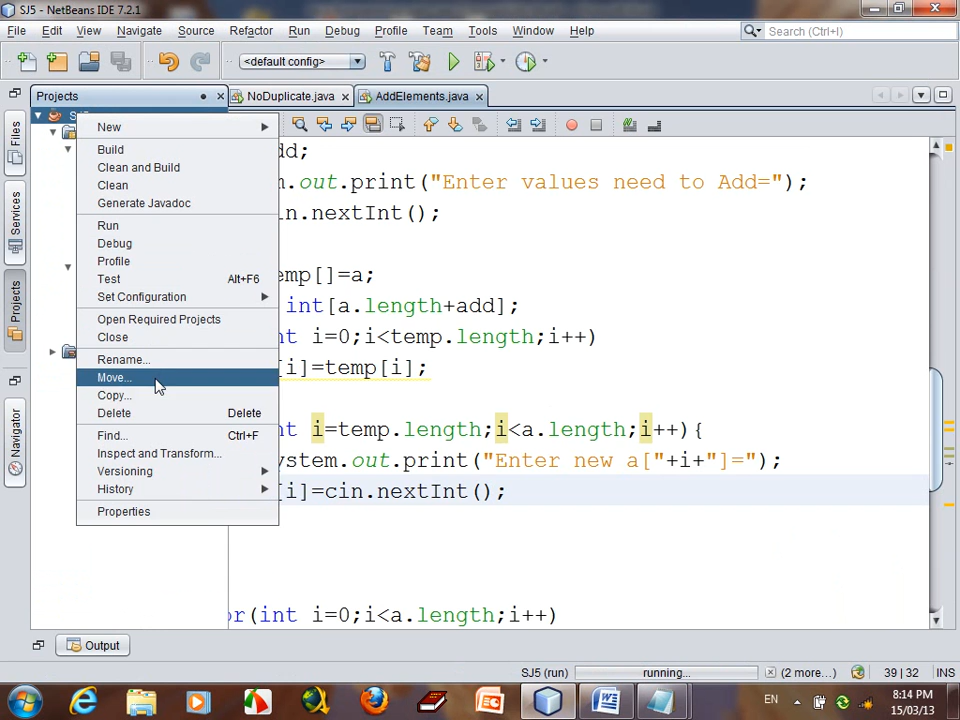 SJ5 - NetBeans IDE 7.2.1
File Edit View Navigate Source Refactor Run Debug Profile Team Tools Window Help
Search (Ctrl+I)
<default config>
Projects
NoDuplicate.java
AddElements.java
Files
Services
Projects
Navigator
New
Build
Clean and Build
Clean
Generate Javadoc
Run
Debug
Profile
Test Alt+F6
Set Configuration
Open Required Projects
Close
Rename...
Move...
Copy...
Delete Delete
Find... Ctrl+F
Inspect and Transform...
Versioning
History
Properties
dd;
m.out.print("Enter values need to Add=");
in.nextInt();
emp[]=a;
int[a.length+add];
nt i=0;i<temp.length;i++)
[i]=temp[i];
nt i=temp.length;i<a.length;i++){
ystem.out.print("Enter new a["+i+"]=");
[i]=cin.nextInt();
or(int i=0;i<a.length;i++)
Output
SJ5 (run) running... (2 more...) 39 | 32 INS
EN
8:14 PM
15/03/13